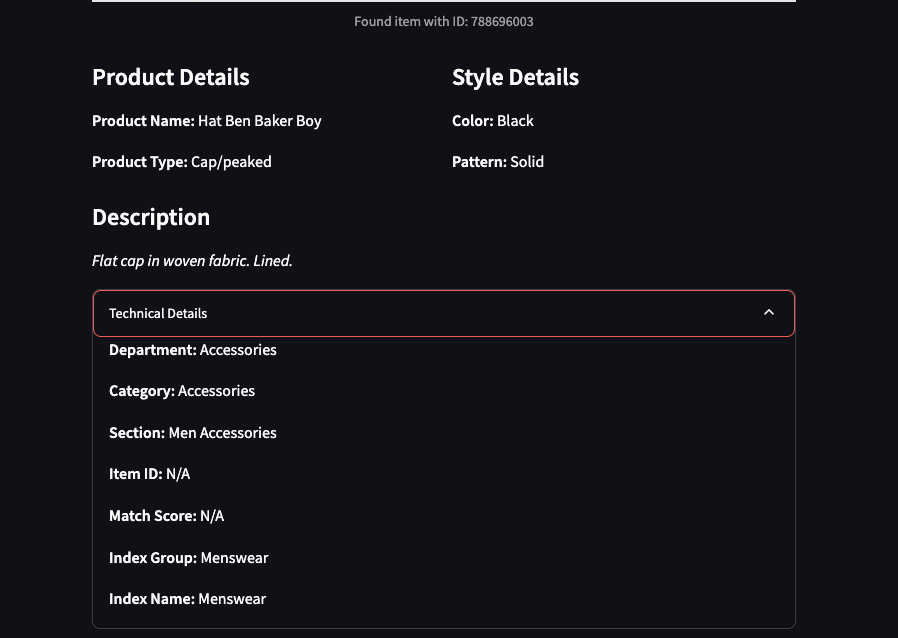 Found item with ID: 788696003
Product Details
Product Name: Hat Ben Baker Boy
Product Type: Cap/peaked
Style Details
Color: Black
Pattern: Solid
Description
Flat cap in woven fabric. Lined.
Technical Details
Department: Accessories
Category: Accessories
Section: Men Accessories
Item ID: N/A
Match Score: N/A
Index Group: Menswear
Index Name: Menswear